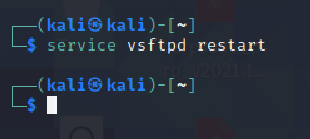 ┌──(kali㉿kali)-[~]
└─$ service vsftpd restart
┌──(kali㉿kali)-[~]
└─$